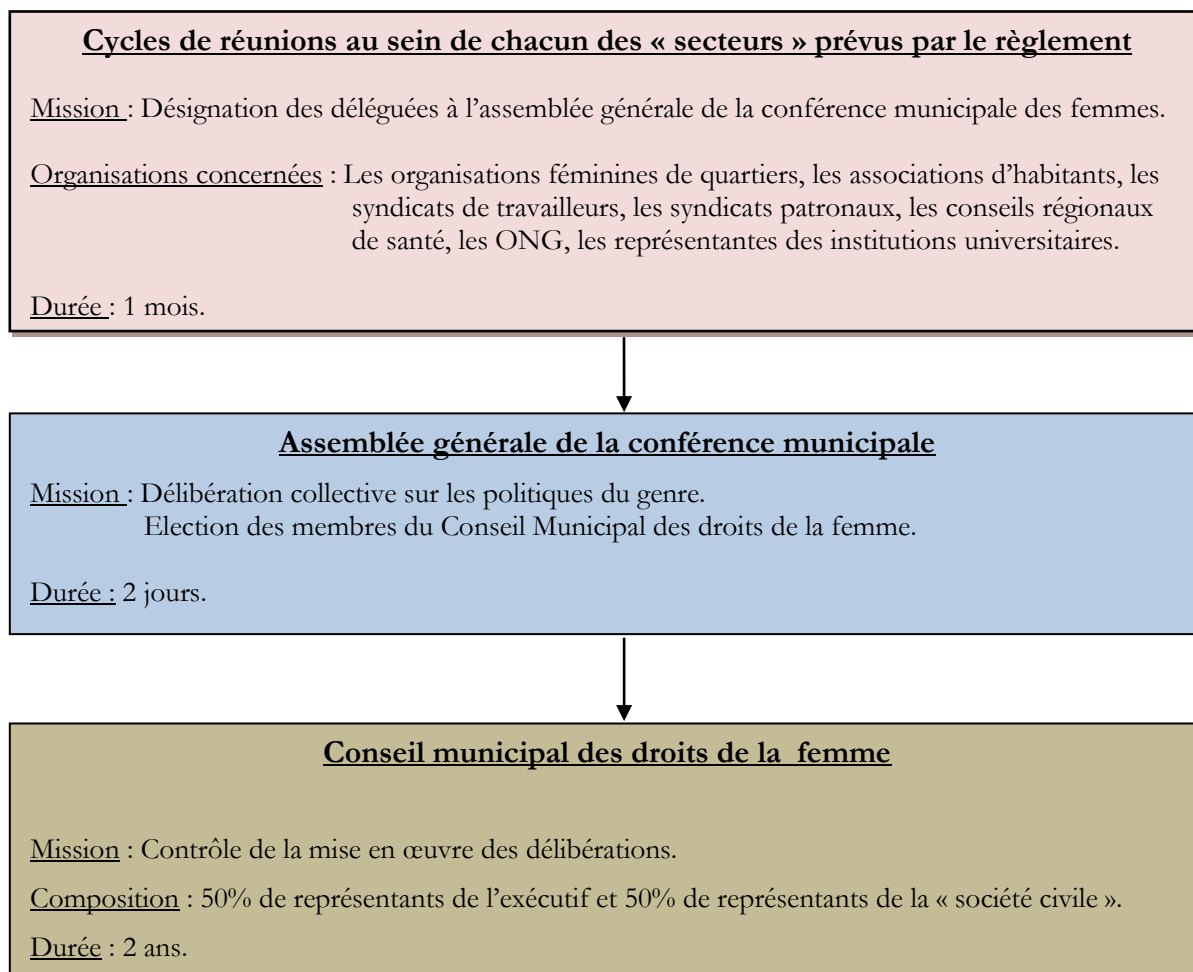 Cycles de réunions au sein de chacun des « secteurs » prévus par le règlement
Mission : Désignation des déléguées à l’assemblée générale de la conférence municipale des femmes.
Organisations concernées : Les organisations féminines de quartiers, les associations d’habitants, les
syndicats de travailleurs, les syndicats patronaux, les conseils régionaux
de santé, les ONG, les représentantes des institutions universitaires.
Durée : 1 mois.
Assemblée générale de la conférence municipale
Mission : Délibération collective sur les politiques du genre.
Election des membres du Conseil Municipal des droits de la femme.
Durée : 2 jours.
Conseil municipal des droits de la femme
Mission : Contrôle de la mise en œuvre des délibérations.
Composition : 50% de représentants de l’exécutif et 50% de représentants de la « société civile ».
Durée : 2 ans.